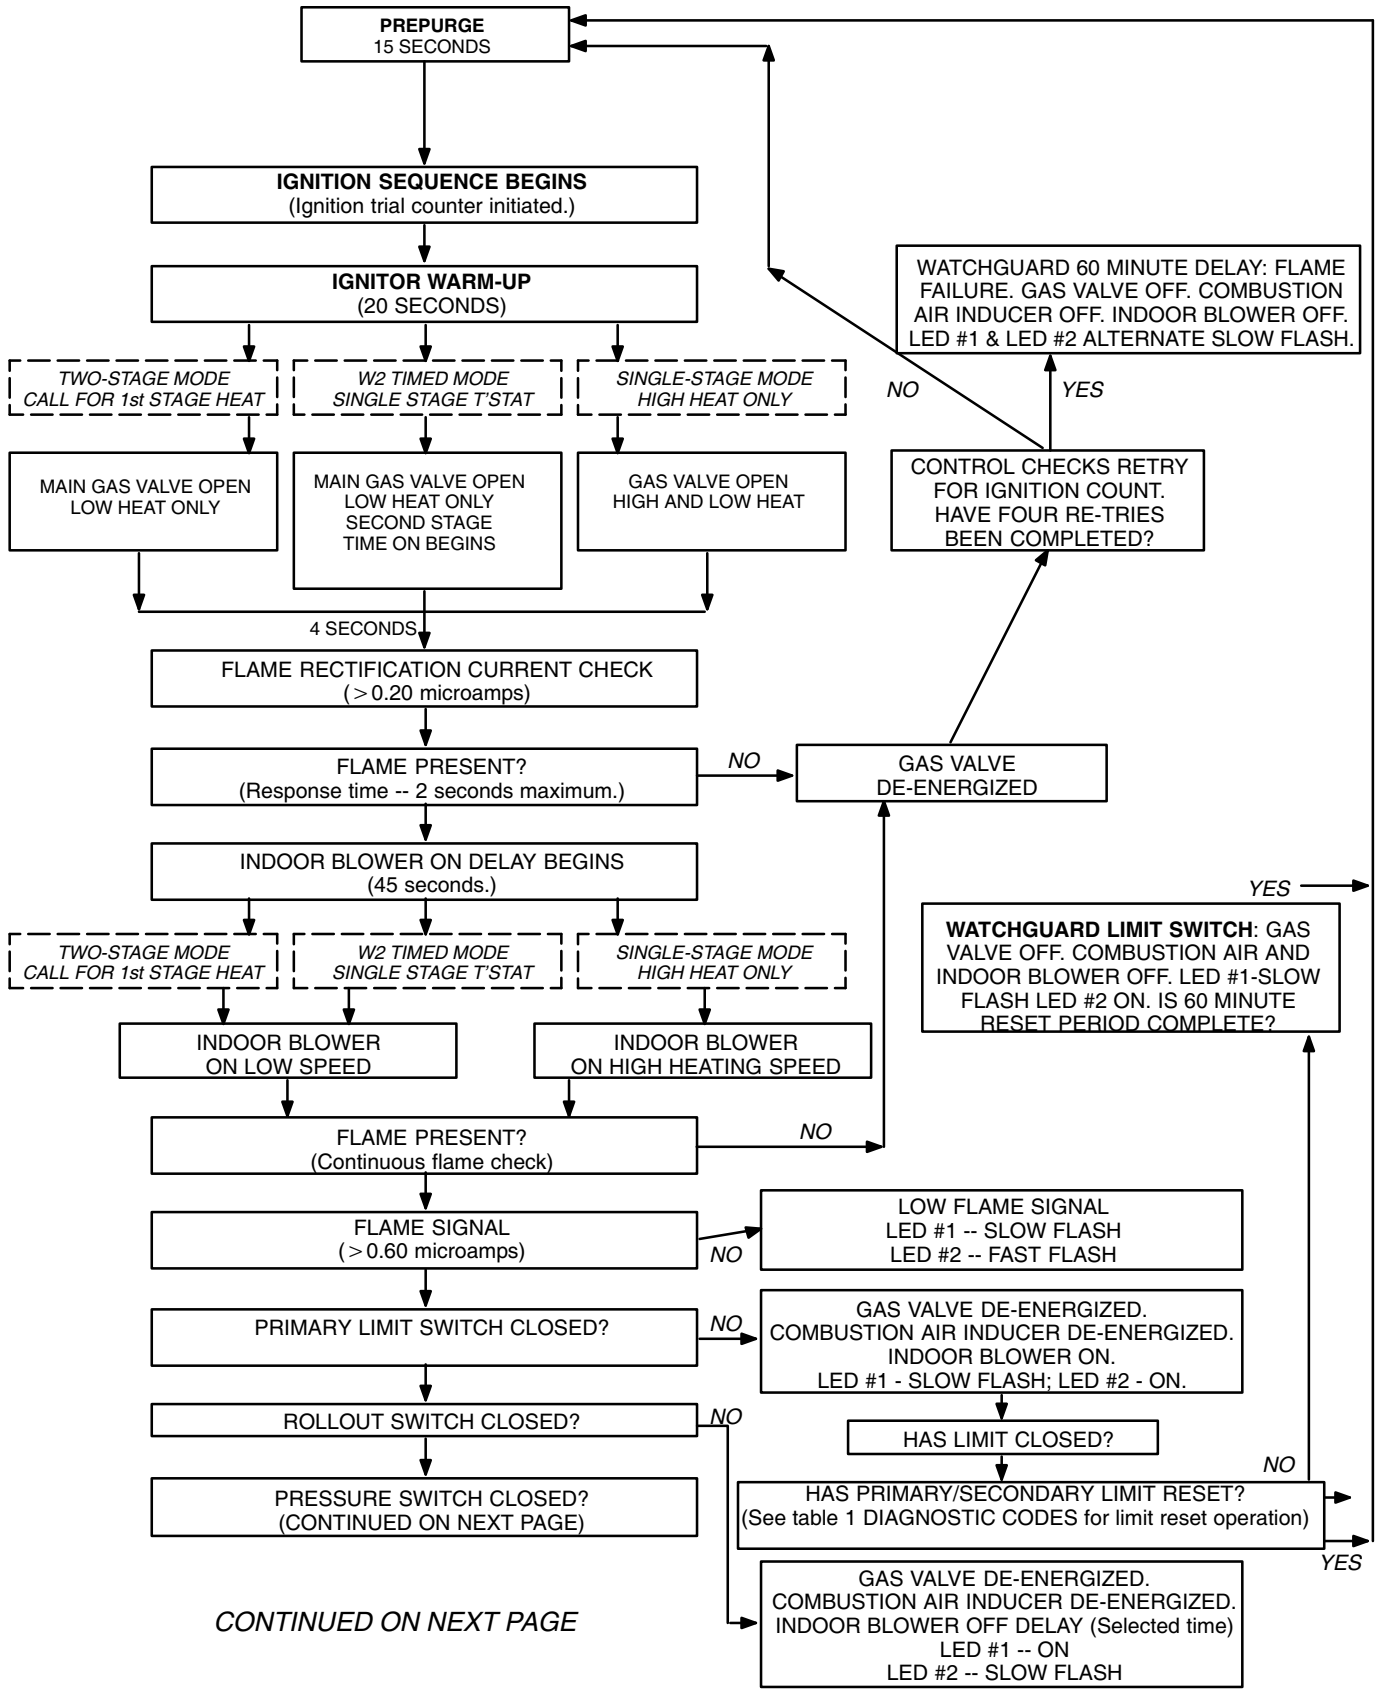 PREPURGE
15 SECONDS
IGNITION SEQUENCE BEGINS
(Ignition trial counter initiated.)
IGNITOR WARM-UP
(20 SECONDS)
WATCHGUARD 60 MINUTE DELAY: FLAME
FAILURE. GAS VALVE OFF. COMBUSTION
AIR INDUCER OFF. INDOOR BLOWER OFF.
LED #1 & LED #2 ALTERNATE SLOW FLASH.
TWO-STAGE MODE
CALL FOR 1st STAGE HEAT
W2 TIMED MODE
SINGLE STAGE T'STAT
SINGLE-STAGE MODE
HIGH HEAT ONLY
NO
YES
MAIN GAS VALVE OPEN
LOW HEAT ONLY
MAIN GAS VALVE OPEN
LOW HEAT ONLY
SECOND STAGE
TIME ON BEGINS
GAS VALVE OPEN
HIGH AND LOW HEAT
CONTROL CHECKS RETRY
FOR IGNITION COUNT.
HAVE FOUR RE-TRIES
BEEN COMPLETED?
4 SECONDS
FLAME RECTIFICATION CURRENT CHECK
(>0.20 microamps)
FLAME PRESENT?
(Response time -- 2 seconds maximum.)
NO
GAS VALVE
DE-ENERGIZED
INDOOR BLOWER ON DELAY BEGINS
(45 seconds.)
YES
TWO-STAGE MODE
CALL FOR 1st STAGE HEAT
W2 TIMED MODE
SINGLE STAGE T'STAT
SINGLE-STAGE MODE
HIGH HEAT ONLY
WATCHGUARD LIMIT SWITCH: GAS
VALVE OFF. COMBUSTION AIR AND
INDOOR BLOWER OFF. LED #1-SLOW
FLASH LED #2 ON. IS 60 MINUTE
RESET PERIOD COMPLETE?
INDOOR BLOWER
ON LOW SPEED
INDOOR BLOWER
ON HIGH HEATING SPEED
FLAME PRESENT?
(Continuous flame check)
NO
FLAME SIGNAL
(>0.60 microamps)
NO
LOW FLAME SIGNAL
LED #1 -- SLOW FLASH
LED #2 -- FAST FLASH
PRIMARY LIMIT SWITCH CLOSED?
NO
GAS VALVE DE-ENERGIZED.
COMBUSTION AIR INDUCER DE-ENERGIZED.
INDOOR BLOWER ON.
LED #1 - SLOW FLASH; LED #2 - ON.
ROLLOUT SWITCH CLOSED?
NO
HAS LIMIT CLOSED?
NO
PRESSURE SWITCH CLOSED?
(CONTINUED ON NEXT PAGE)
HAS PRIMARY/SECONDARY LIMIT RESET?
(See table 1 DIAGNOSTIC CODES for limit reset operation)
YES
GAS VALVE DE-ENERGIZED.
COMBUSTION AIR INDUCER DE-ENERGIZED.
INDOOR BLOWER OFF DELAY (Selected time)
LED #1 -- ON
LED #2 -- SLOW FLASH
CONTINUED ON NEXT PAGE